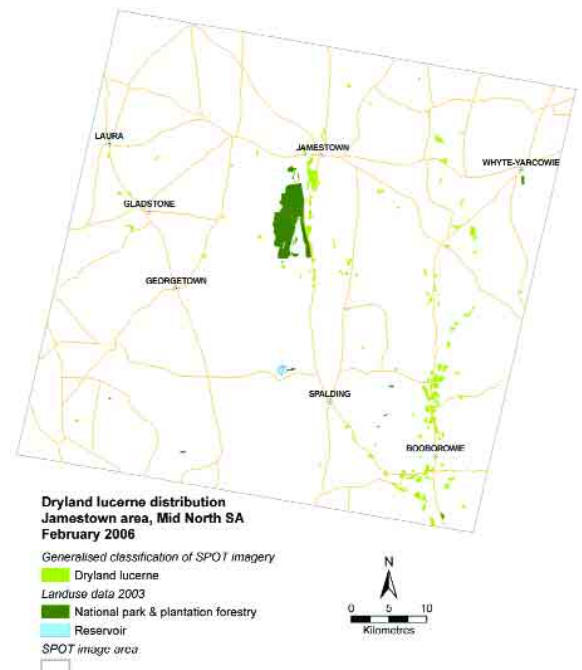 JAMESTOWN
LAURA
WHYTE-YARCOWIE
GLADSTONE
GEORGETOWN
SPALDING
BOOBOROWIE
Dryland lucerne distribution
Jamestown area, Mid North SA
February 2006
Generalised classification of SPOT imagery
Dryland lucerne
Landuse data 2003
National park & plantation forestry
Reservoir
SPOT image area
N
0 5 10
Kilometres